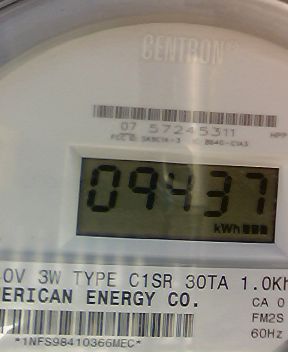 CENTRON®
07 57245311
09437
kWh
0V 3W TYPE C1SR 30TA 1.0Kh
ERICAN ENERGY CO.
CA 0
FM2S
60Hz
*1NFS98410366MEC*